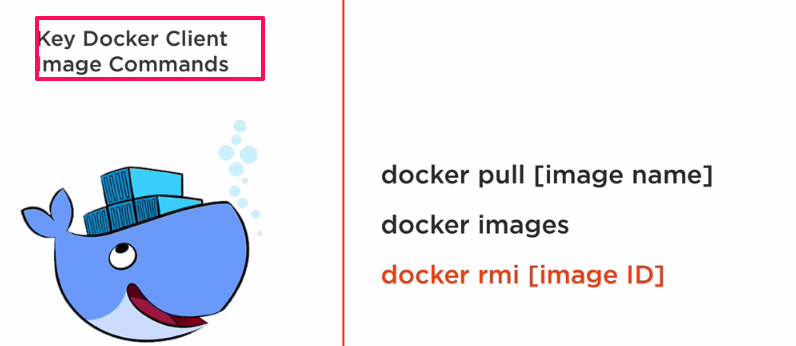 Key Docker Client
Image Commands
docker pull [image name]
docker images
docker rmi [image ID]